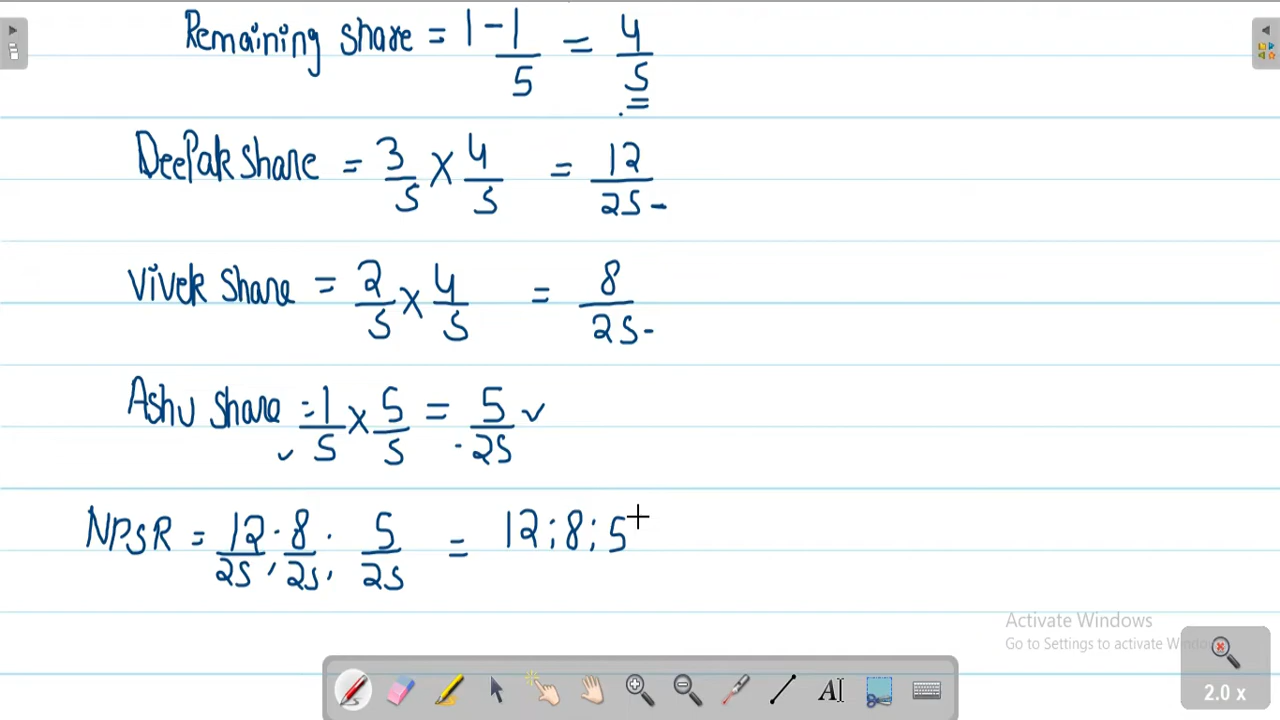 Remaining share = 1 - 1/5 = 4/5
DeePak share = 3/5 × 4/5 = 12/25
Vivek share = 2/5 × 4/5 = 8/25
Ashu share = 1/5 × 5/5 = 5/25
NPSR = 12/25 : 8/25 : 5/25 = 12 : 8 : 5
Activate Windows
Go to Settings to activate Windows
AI
2.0 x